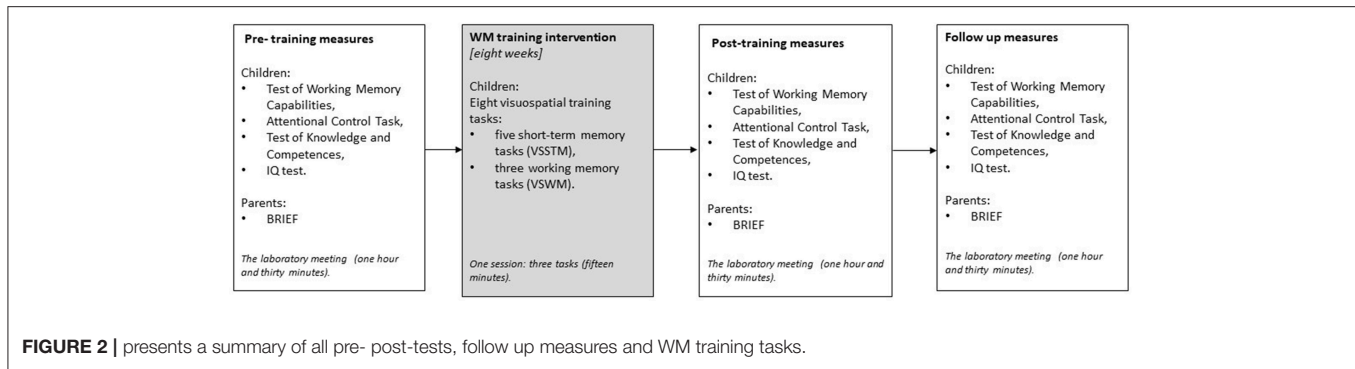 Pre- training measures
Children:
• Test of Working Memory
Capabilities,
• Attentional Control Task,
• Test of Knowledge and
Competences,
• IQ test.
Parents:
• BRIEF
The laboratory meeting (one hour
and thirty minutes).
WM training intervention
[eight weeks]
Children:
Eight visuospatial training
tasks:
• five short-term memory
tasks (VSSTM),
• three working memory
tasks (VSWM).
One session: three tasks (fifteen
minutes).
Post-training measures
Children:
• Test of Working Memory
Capabilities,
• Attentional Control Task,
• Test of Knowledge and
Competences,
• IQ test.
Parents:
• BRIEF
The laboratory meeting (one hour and
thirty minutes).
Follow up measures
Children:
• Test of Working Memory
Capabilities,
• Attentional Control Task,
• Test of Knowledge and
Competences,
• IQ test.
Parents:
• BRIEF
The laboratory meeting (one hour and
thirty minutes).
FIGURE 2 | presents a summary of all pre- post-tests, follow up measures and WM training tasks.